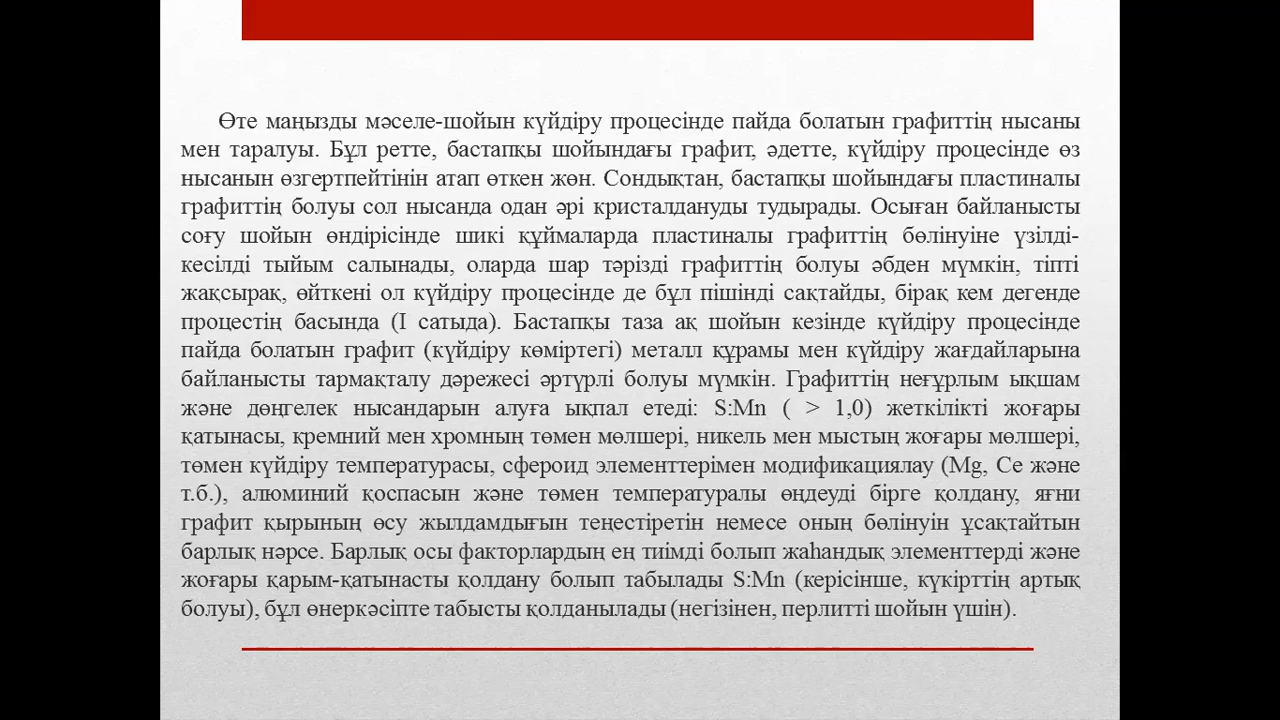 Өте маңызды мәселе-шойын күйдіру процесінде пайда болатын графиттің нысаны
мен таралуы. Бұл ретте, бастапқы шойындағы графит, әдетте, күйдіру процесінде өз
нысанын өзгертпейтінін атап өткен жөн. Сондықтан, бастапқы шойындағы пластиналы
графиттің болуы сол нысанда одан әрі кристалдануды тудырады. Осыған байланысты
соғу шойын өндірісінде шикі құймаларда пластиналы графиттің бөлінуіне үзілді-
кесілді тыйым салынады, оларда шар тәрізді графиттің болуы әбден мүмкін, тіпті
жақсырақ, өйткені ол күйдіру процесінде де бұл пішінді сақтайды, бірақ кем дегенде
процестің басында (I сатыда). Бастапқы таза ақ шойын кезінде күйдіру процесінде
пайда болатын графит (күйдіру көміртегі) металл құрамы мен күйдіру жағдайларына
байланысты тармақталу дәрежесі әртүрлі болуы мүмкін. Графиттің неғұрлым ықшам
және дөңгелек нысандарын алуға ықпал етеді: S:Mn ( > 1,0) жеткілікті жоғары
қатынасы, кремний мен хромның төмен мөлшері, никель мен мыстың жоғары мөлшері,
төмен күйдіру температурасы, сфероид элементтерімен модификациялау (Mg, Ce және
т.б.), алюминий қоспасын және төмен температуралы өңдеуді бірге қолдану, яғни
графит қырының өсу жылдамдығын теңестіретін немесе оның бөлінуін ұсақтайтын
барлық нәрсе. Барлық осы факторлардың ең тиімді болып жаһандық элементтерді және
жоғары қарым-қатынасты қолдану болып табылады S:Mn (керісінше, күкірттің артық
болуы), бұл өнеркәсіпте табысты қолданылады (негізінен, перлитті шойын үшін).